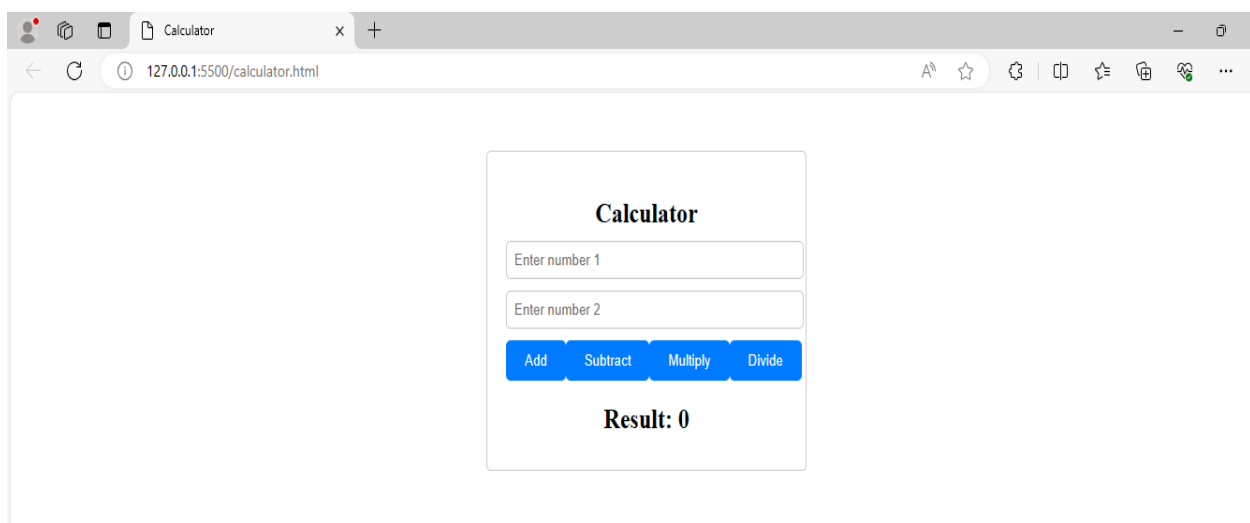 Calculator
127.0.0.1:5500/calculator.html
Calculator
Enter number 1
Enter number 2
Add Subtract Multiply Divide
Result: 0